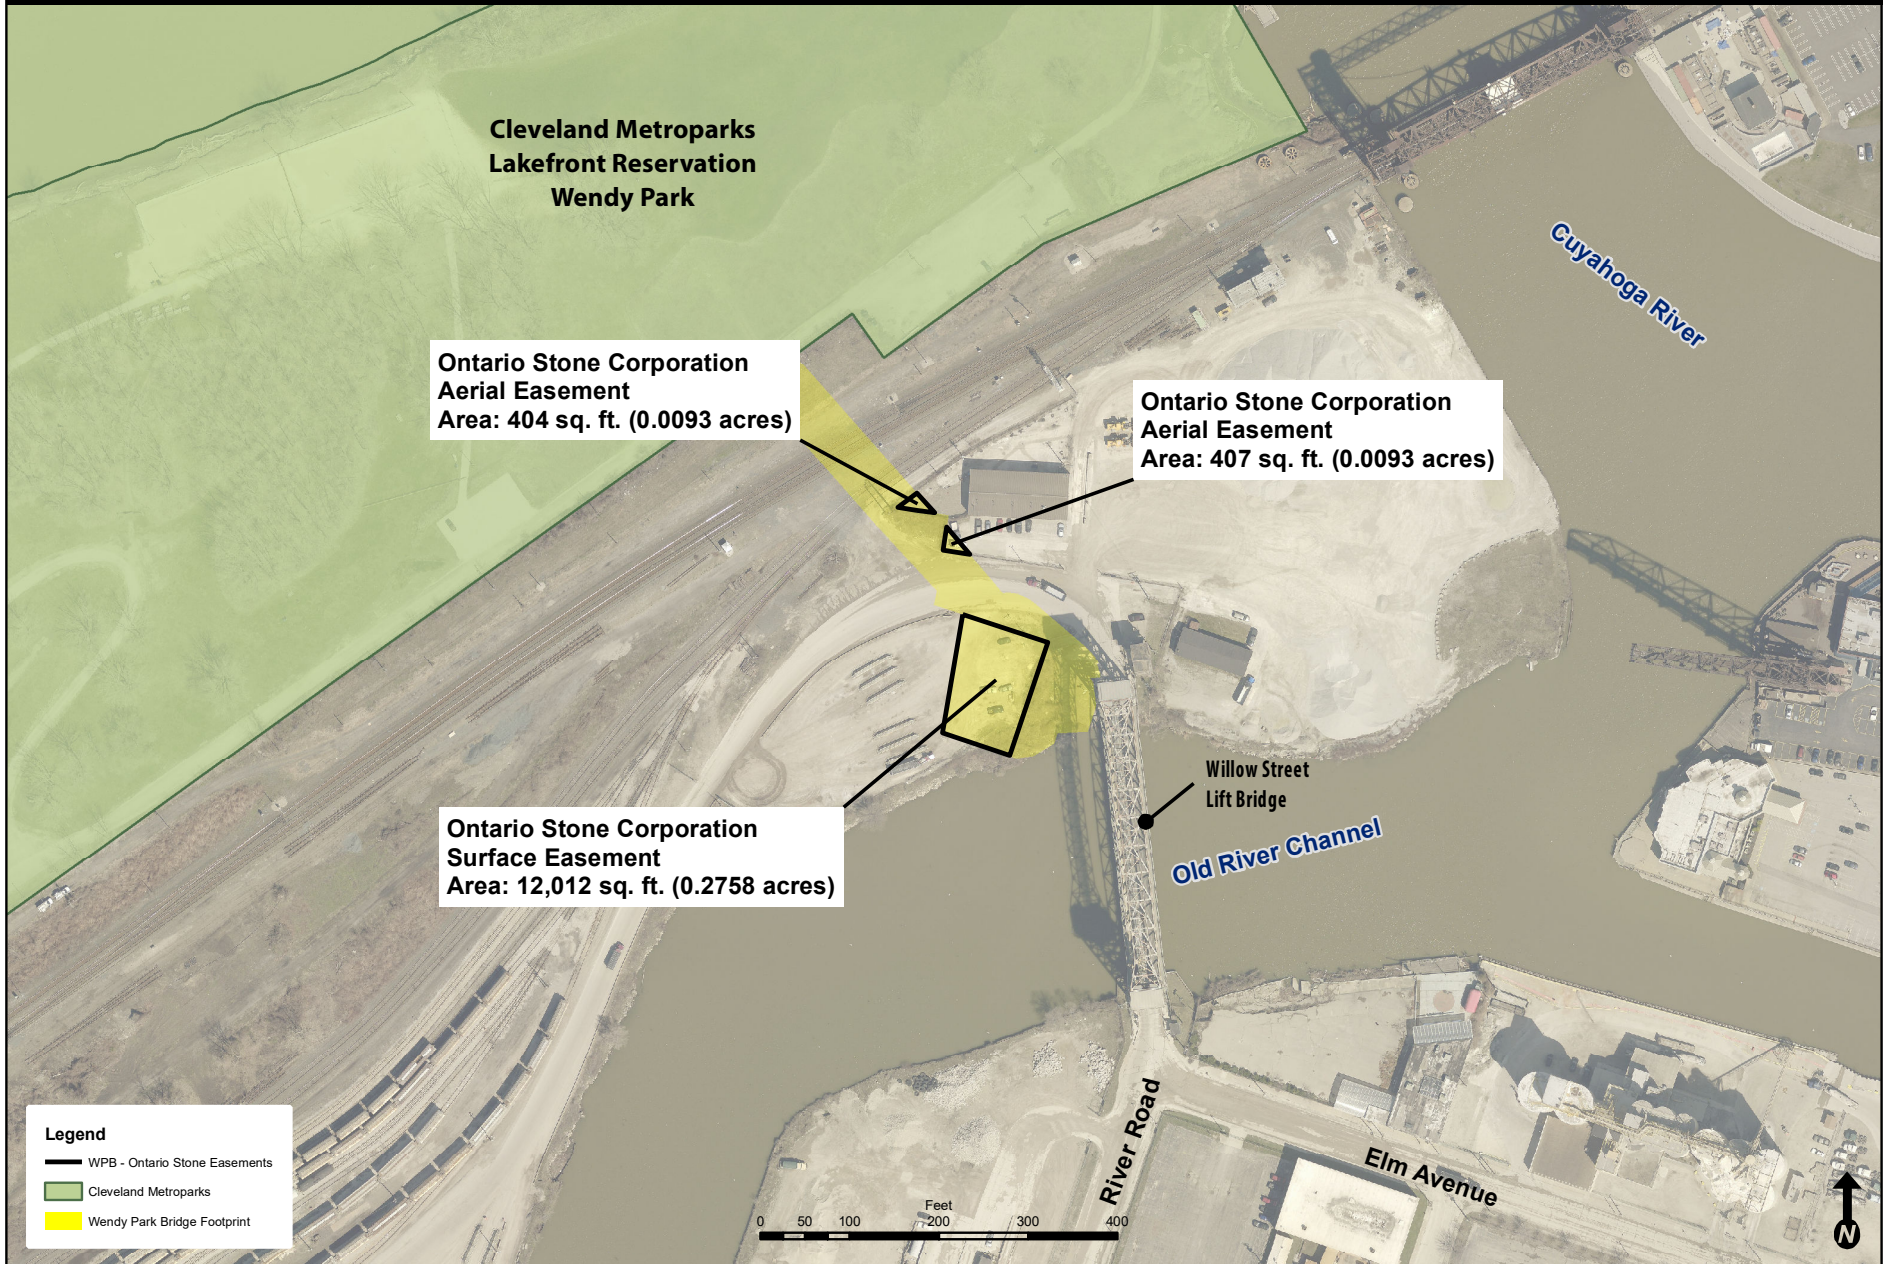 Cleveland Metroparks
Lakefront Reservation
Wendy Park
Cuyahoga River
Ontario Stone Corporation
Aerial Easement
Area: 404 sq. ft. (0.0093 acres)
Ontario Stone Corporation
Aerial Easement
Area: 407 sq. ft. (0.0093 acres)
Willow Street
Lift Bridge
Ontario Stone Corporation
Surface Easement
Area: 12,012 sq. ft. (0.2758 acres)
Old River Channel
River Road
Elm Avenue
Legend
WPB - Ontario Stone Easements
Cleveland Metroparks
Wendy Park Bridge Footprint
Feet
0 50 100 200 300 400
N